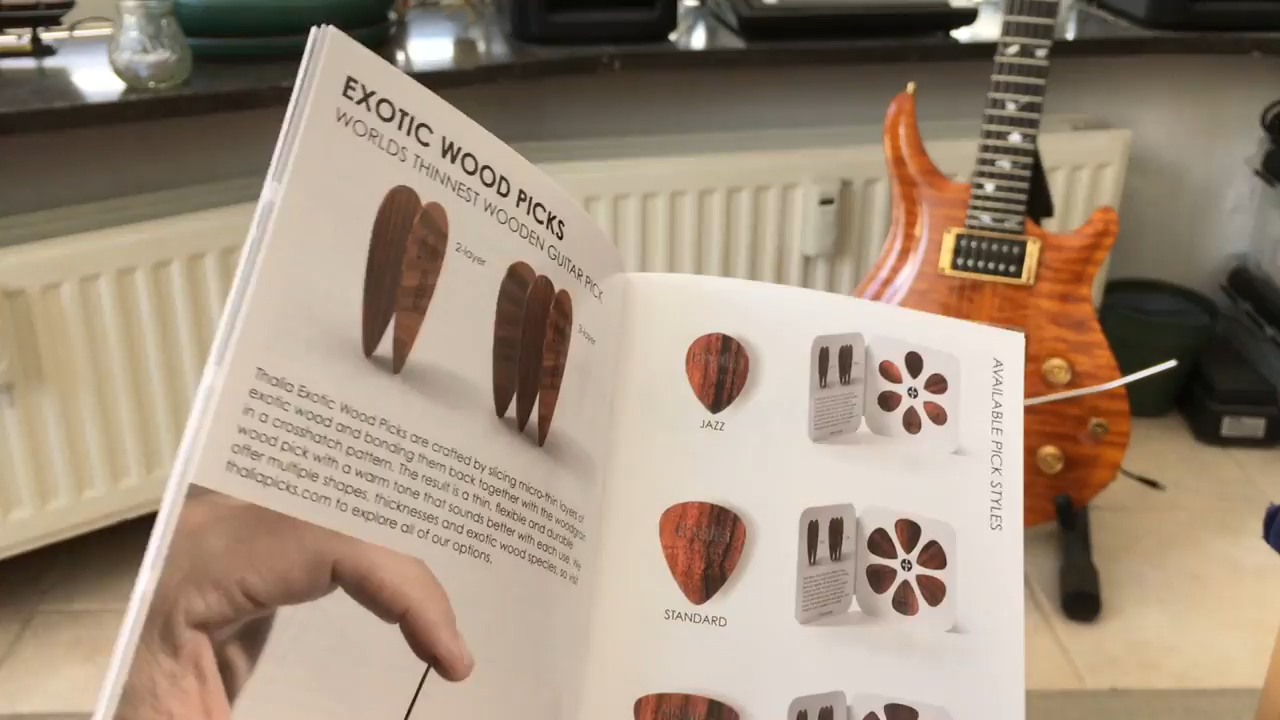 EXOTIC WOOD PICKS
WORLDS THINNEST WOODEN GUITAR PICK
2-layer
3-layer
Thalia Exotic Wood Picks are crafted by slicing micro-thin layers of
exotic wood and bonding them back together with the woodgrain
in a crosshatch pattern. The result is a thin, flexible and durable
wood pick with a warm tone that sounds better with each use. We
offer multiple shapes, thicknesses and exotic wood species, so visit
thaliapicks.com to explore all of our options.
AVAILABLE PICK STYLES
JAZZ
STANDARD